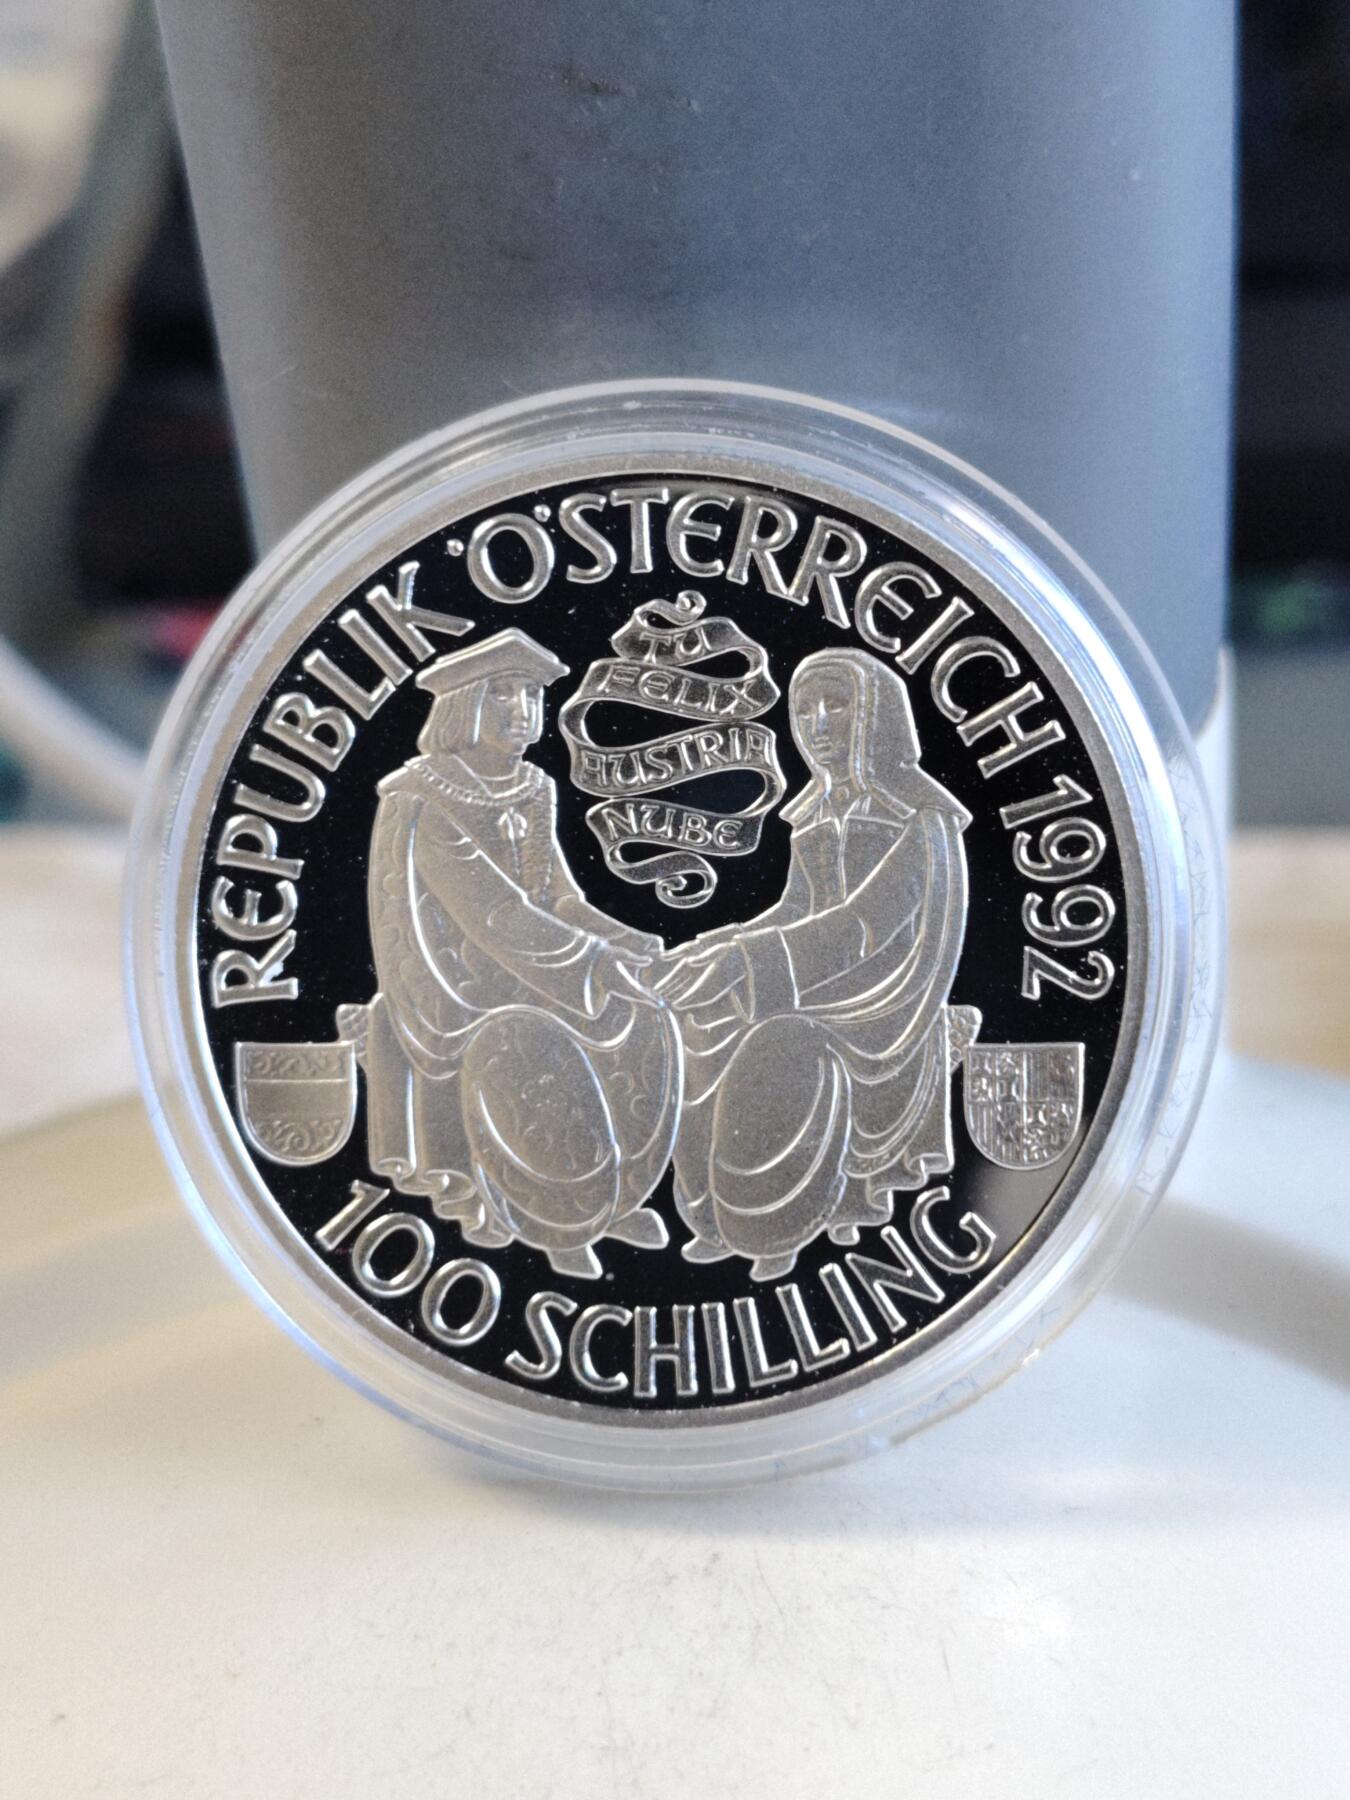 REPUBLIK ÖSTERREICH 1992
TU
FELIX
AUSTRIA
NUBE
100 SCHILLING